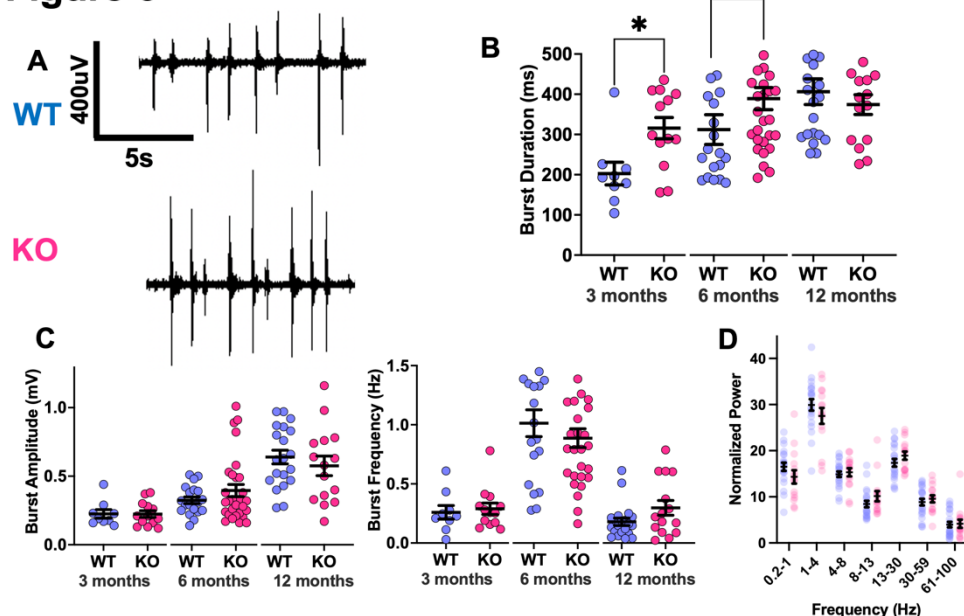 A
WT
400uV
5s
KO
B
*
Burst Duration (ms)
500
400
300
200
100
0
WT KO WT KO WT KO
3 months 6 months 12 months
C
Burst Amplitude (mV)
1.0
0.5
0.0
WT KO WT KO WT KO
3 months 6 months 12 months
Burst Frequency (Hz)
1.5
1.0
0.5
0.0
WT KO WT KO WT KO
3 months 6 months 12 months
D
Normalized Power
40
30
20
10
0
0.2-1
1-4
4-8
8-13
13-30
30-59
61-100
Frequency (Hz)